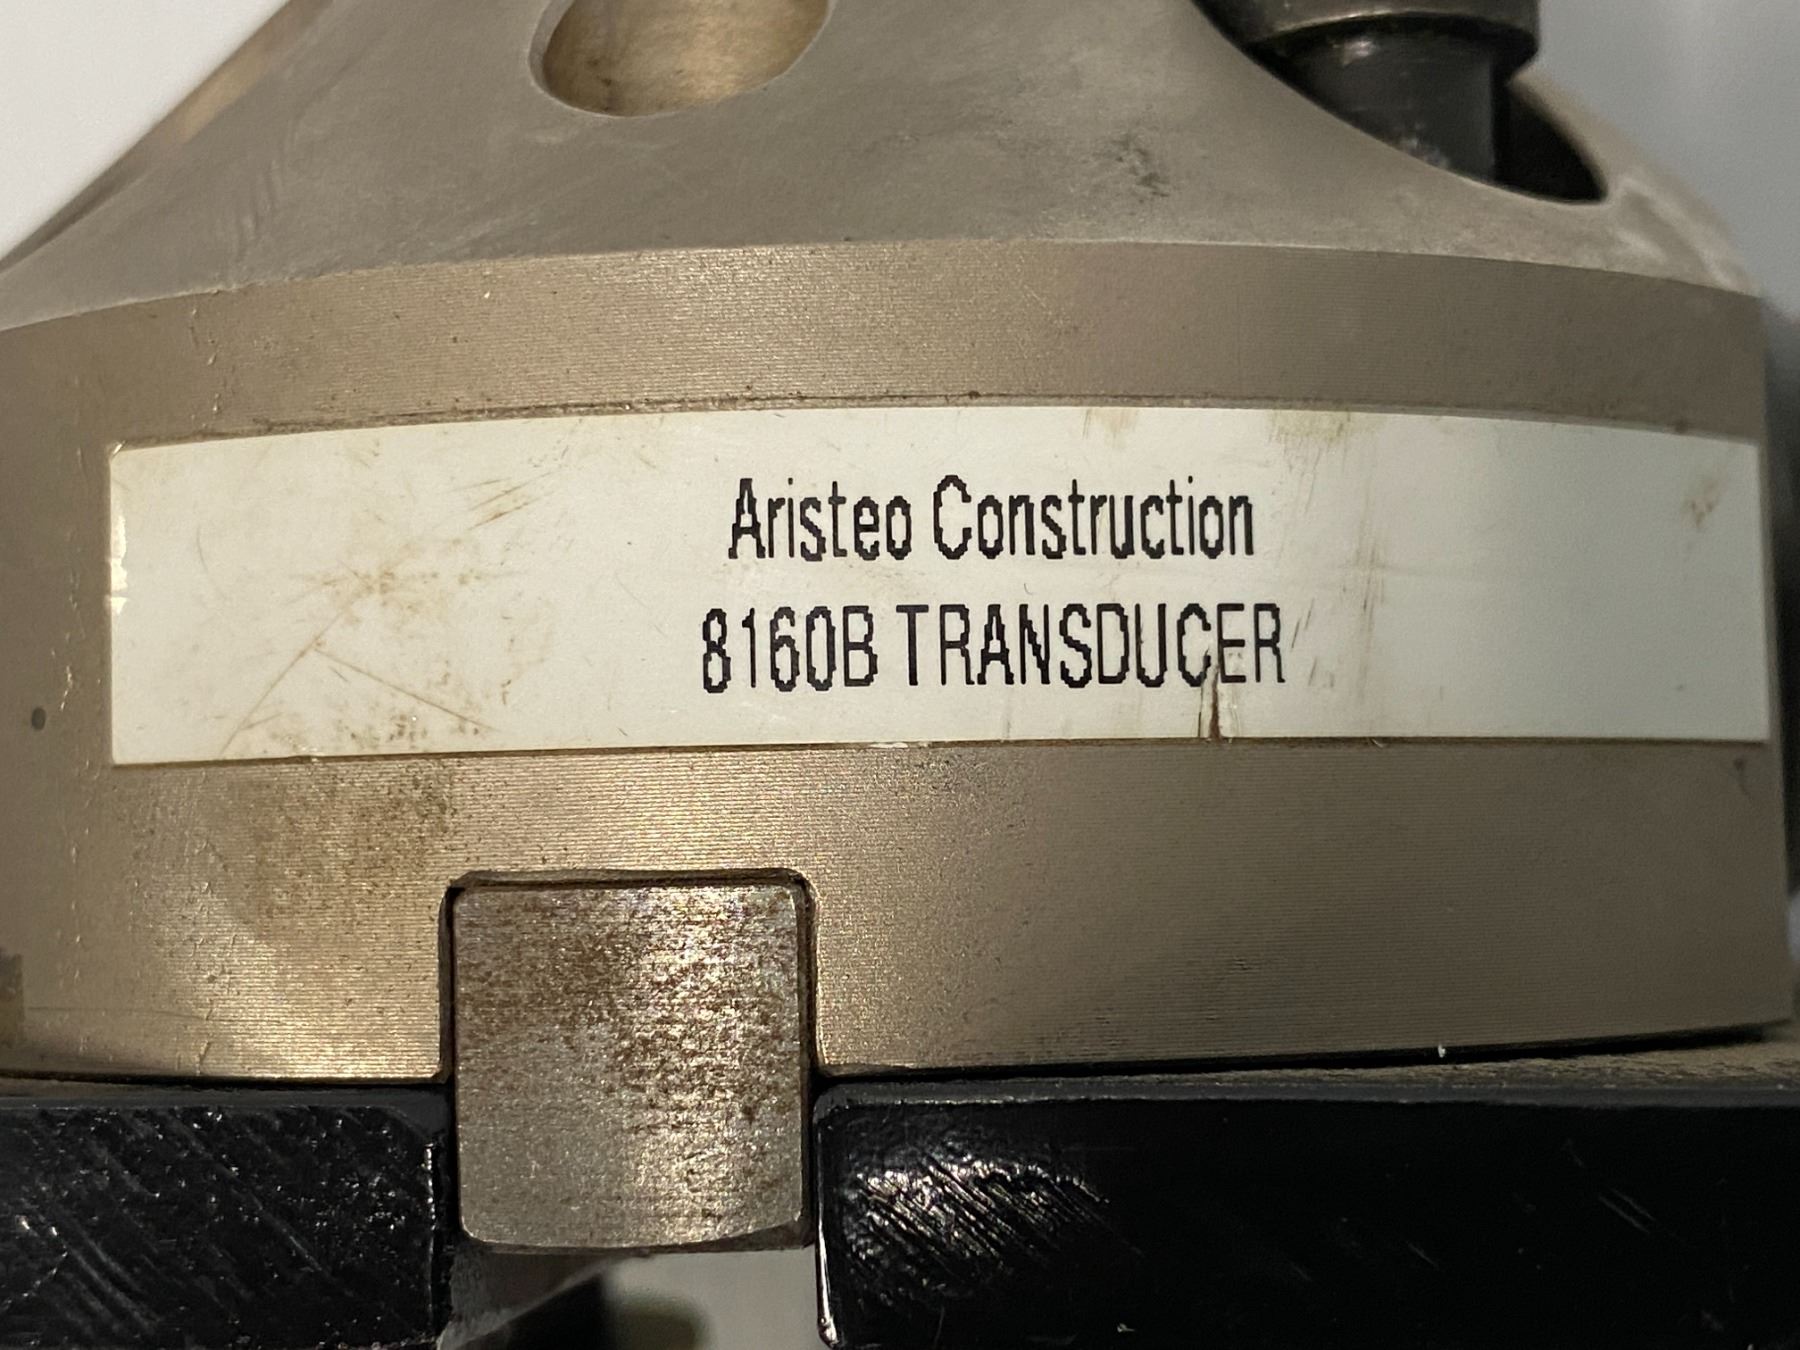 Aristeo Construction
8160B TRANSDUCER